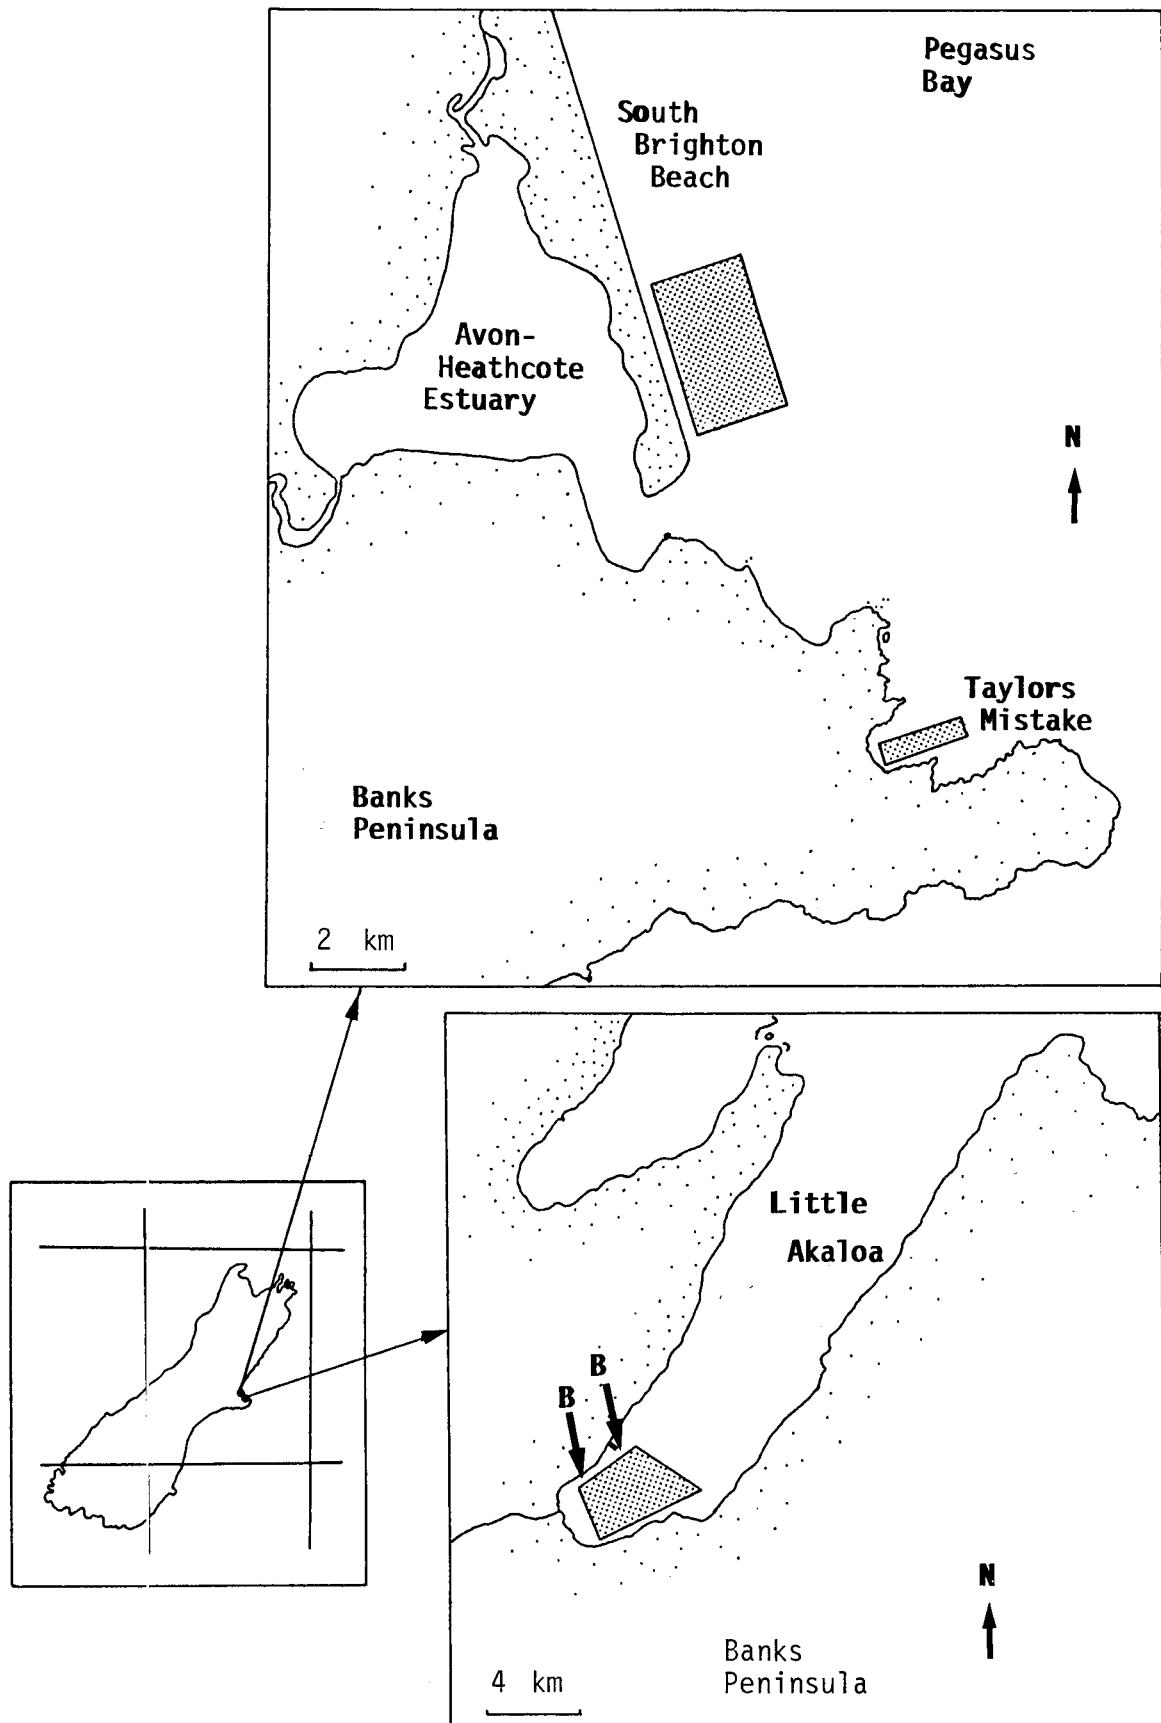 Pegasus
Bay
South
Brighton
Beach
Avon-
Heathcote
Estuary
N
Taylors
Mistake
Banks
Peninsula
2 km
Little
Akaloa
B
B
N
Banks
Peninsula
4 km